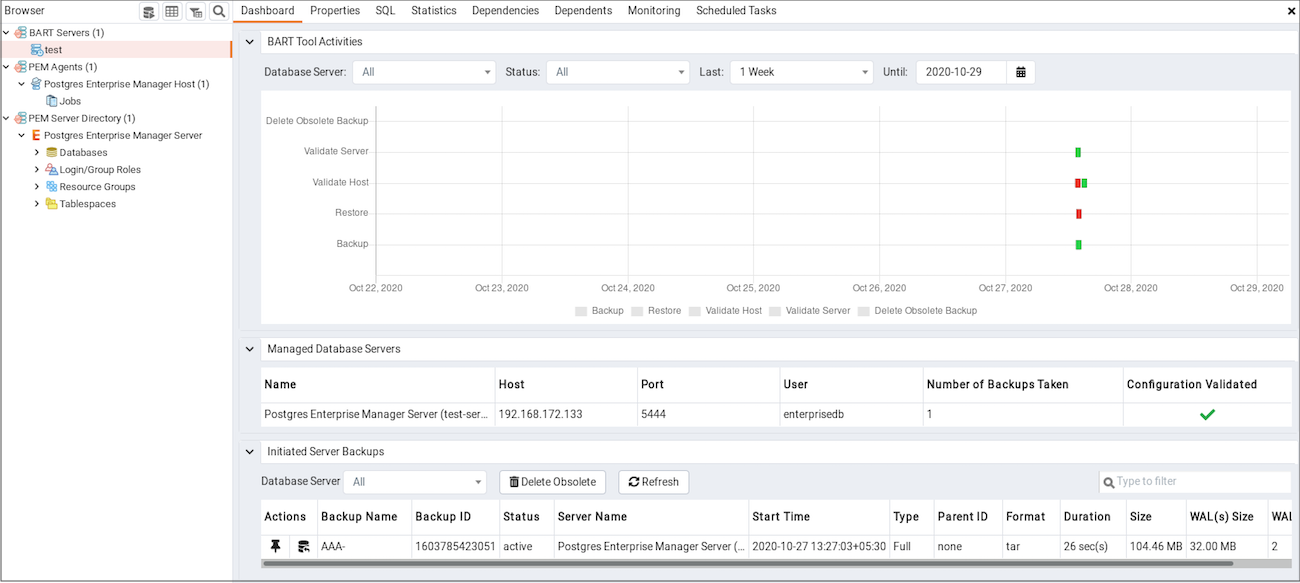 Browser
Dashboard Properties SQL Statistics Dependencies Dependents Monitoring Scheduled Tasks
BART Servers (1)
test
PEM Agents (1)
Postgres Enterprise Manager Host (1)
Jobs
PEM Server Directory (1)
Postgres Enterprise Manager Server
Databases
Login/Group Roles
Resource Groups
Tablespaces
BART Tool Activities
Database Server: All Status: All Last: 1 Week Until: 2020-10-29
Delete Obsolete Backup
Validate Server
Validate Host
Restore
Backup
Oct 22, 2020 Oct 23, 2020 Oct 24, 2020 Oct 25, 2020 Oct 26, 2020 Oct 27, 2020 Oct 28, 2020 Oct 29, 2020
Backup Restore Validate Host Validate Server Delete Obsolete Backup
Managed Database Servers
Name Host Port User Number of Backups Taken Configuration Validated
Postgres Enterprise Manager Server (test-ser... 192.168.172.133 5444 enterprisedb 1
Initiated Server Backups
Database Server All Delete Obsolete Refresh Type to filter
Actions Backup Name Backup ID Status Server Name Start Time Type Parent ID Format Duration Size WAL(s) Size WAL
AAA- 1603785423051 active Postgres Enterprise Manager Server (... 2020-10-27 13:27:03+05:30 Full none tar 26 sec(s) 104.46 MB 32.00 MB 2